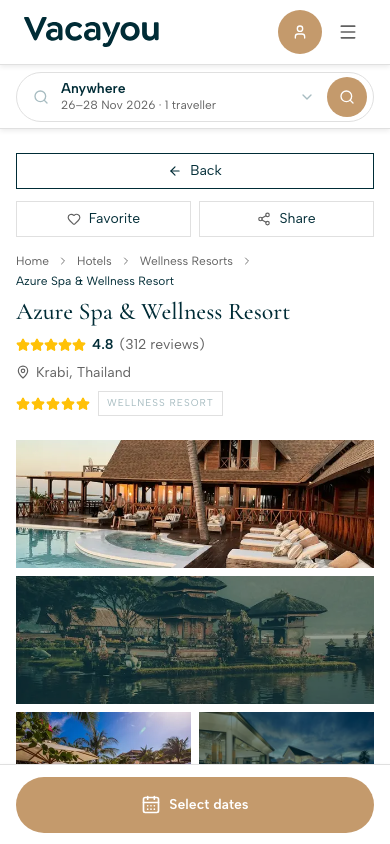 Vacayou
Anywhere
26–28 Nov 2026 · 1 traveller
Back
Favorite
Share
Home
Hotels
Wellness Resorts
Azure Spa & Wellness Resort
Azure Spa & Wellness Resort
4.8 (312 reviews)
Krabi, Thailand
WELLNESS RESORT
Select dates